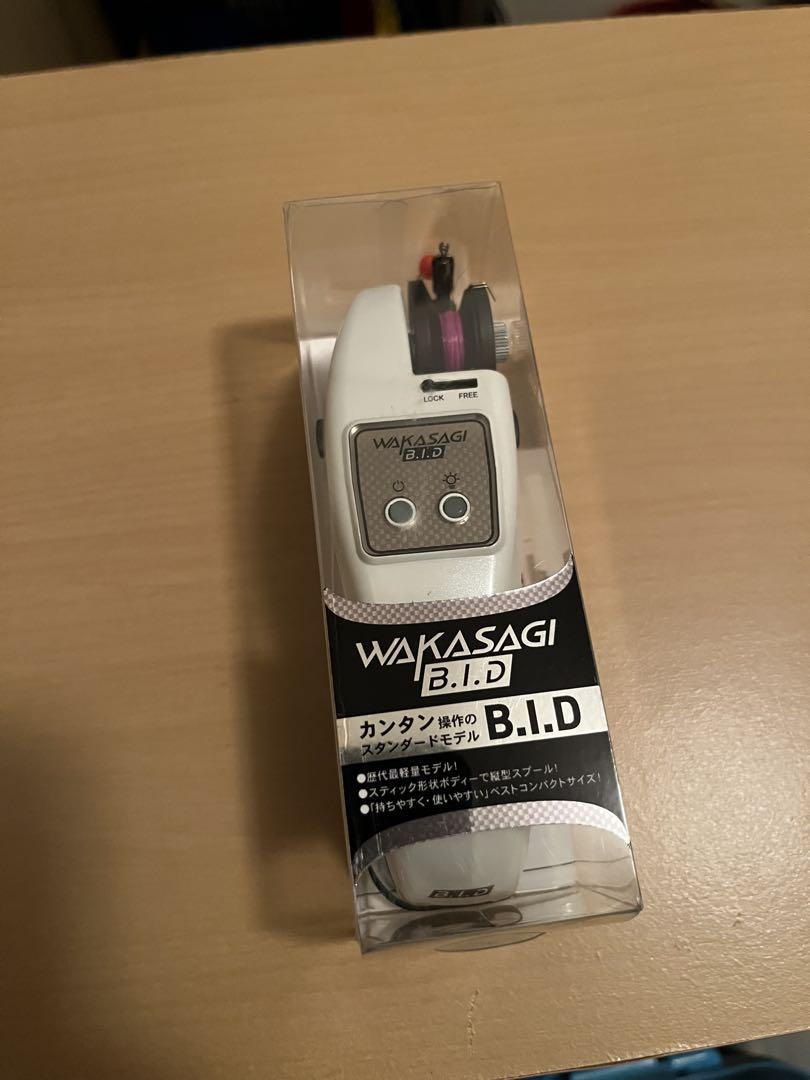 LOCK FREE
WAKASAGI
B.I.D
WAKASAGI
B.I.D
カンタン操作の
スタンダードモデル
B.I.D
●歴代最軽量モデル!
●スティック形状ボディーで縦型スプール!
●「持ちやすく・使いやすい」ベストコンパクトサイズ!
B.I.D